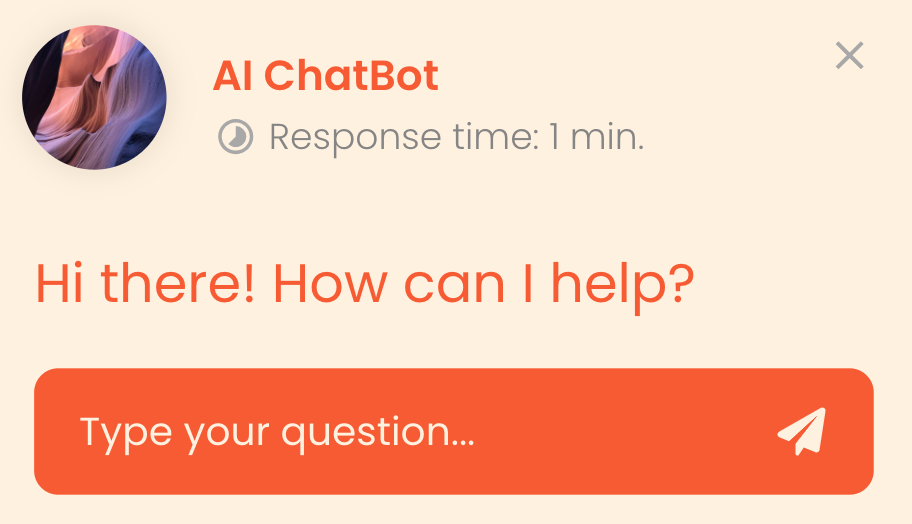 AI ChatBot
Response time: 1 min.
Hi there! How can I help?
Type your question...